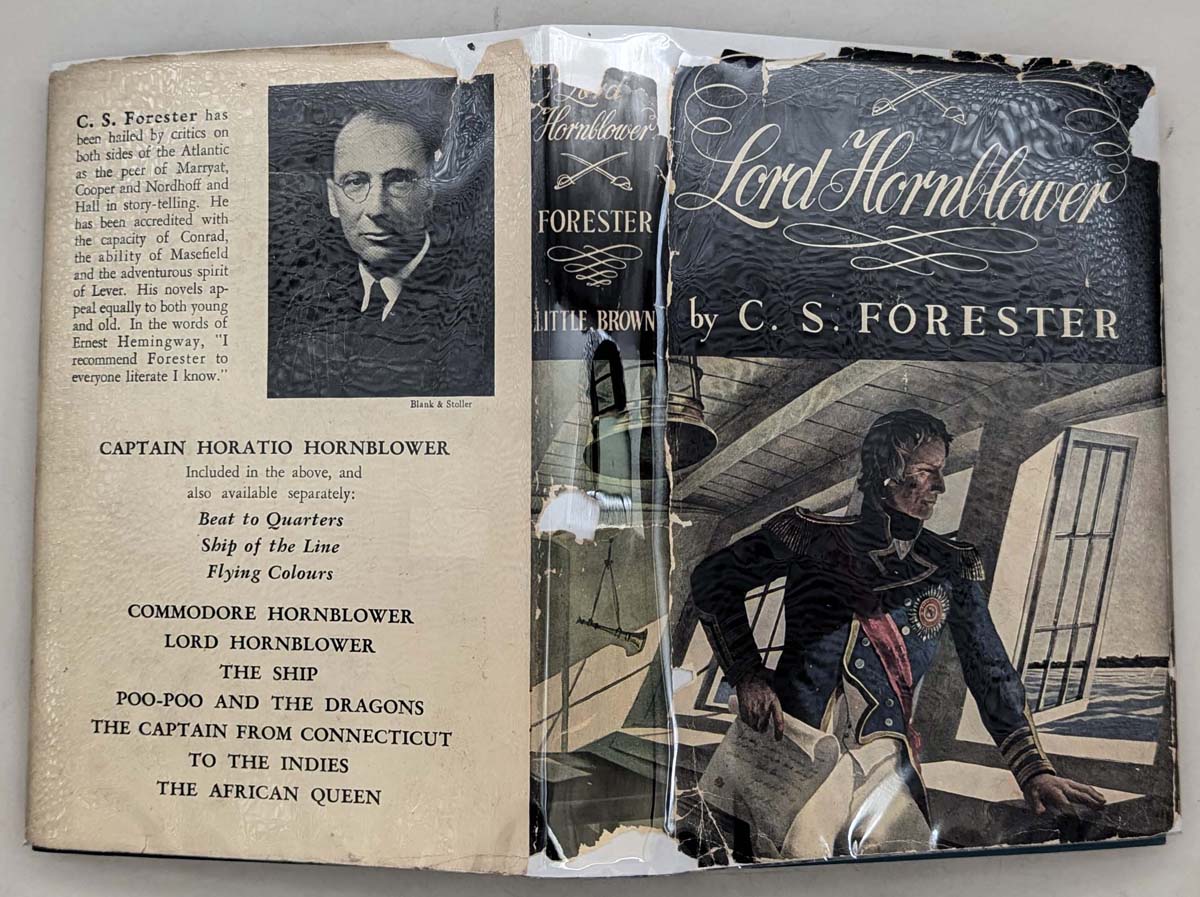 C. S. Forester has
been hailed by critics on
both sides of the Atlantic
as the peer of Marryat,
Cooper and Nordhoff and
Hall in story-telling. He
has been accredited with
the capacity of Conrad,
the ability of Masefield
and the adventurous spirit
of Lever. His novels ap-
peal equally to both young
and old. In the words of
Ernest Hemingway, "I
recommend Forester to
everyone literate I know."
Blank & Stoller
CAPTAIN HORATIO HORNBLOWER
Included in the above, and
also available separately:
Beat to Quarters
Ship of the Line
Flying Colours
COMMODORE HORNBLOWER
LORD HORNBLOWER
THE SHIP
POO-POO AND THE DRAGONS
THE CAPTAIN FROM CONNECTICUT
TO THE INDIES
THE AFRICAN QUEEN
Lord
Hornblower
FORESTER
LITTLE, BROWN
Lord Hornblower
by C. S. FORESTER